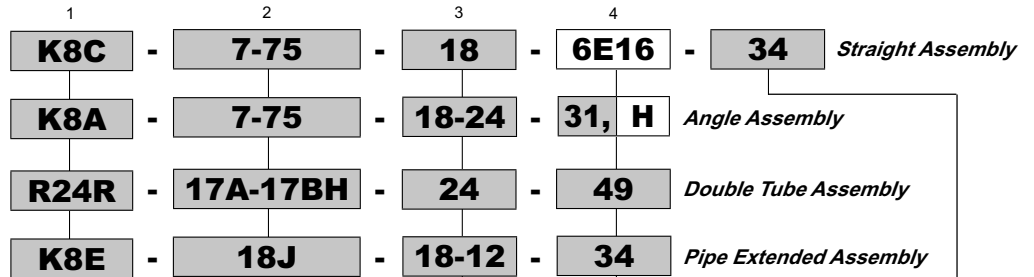 1 2 3 4
K8C - 7-75 - 18 - 6E16 - 34 Straight Assembly
K8A - 7-75 - 18-24 - 31, H Angle Assembly
R24R - 17A-17BH - 24 - 49 Double Tube Assembly
K8E - 18J - 18-12 - 34 Pipe Extended Assembly